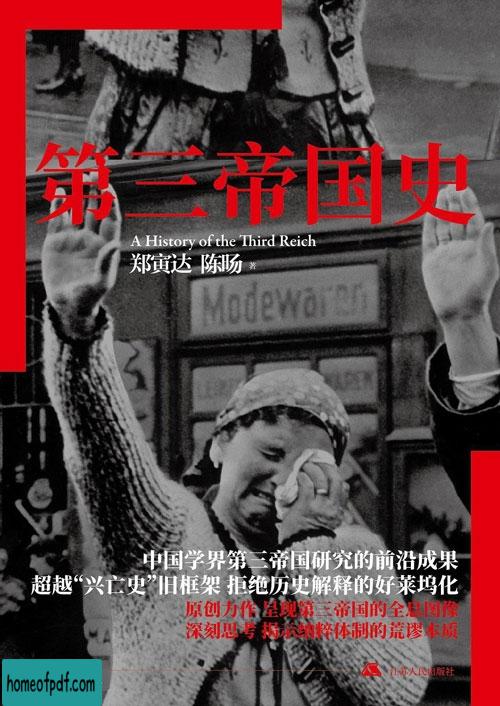 第三帝国史
A History of the Third Reich
郑寅达 陈旸 著
Modewaren
中国学界第三帝国研究的前沿成果
超越“兴亡史”旧框架 拒绝历史解释的好莱坞化
原创力作 呈现第三帝国的全息图像
深刻思考 揭示纳粹体制的荒谬本质
江苏人民出版社
homeofpdf.com